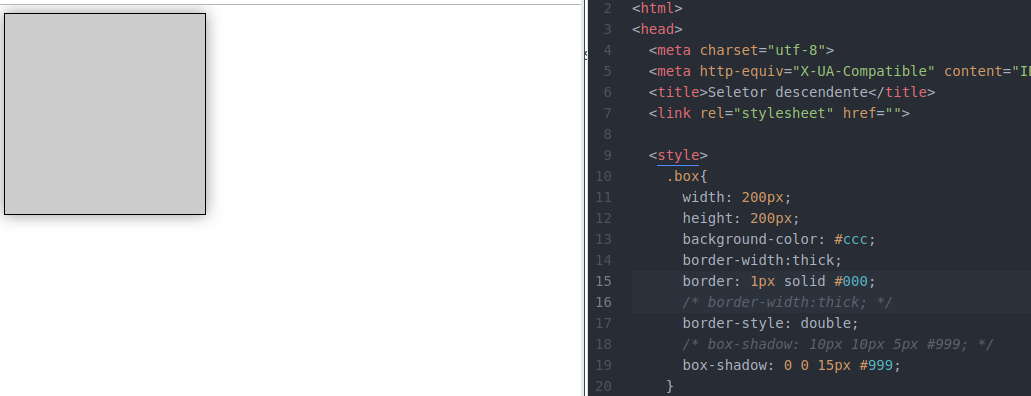 2 <html>
3 <head>
4 <meta charset="utf-8">
5 <meta http-equiv="X-UA-Compatible" content="IE
6 <title>Seletor descendente</title>
7 <link rel="stylesheet" href="">
8
9 <style>
10 .box{
11 width: 200px;
12 height: 200px;
13 background-color: #ccc;
14 border-width:thick;
15 border: 1px solid #000;
16 /* border-width:thick; */
17 border-style: double;
18 /* box-shadow: 10px 10px 5px #999; */
19 box-shadow: 0 0 15px #999;
20 }